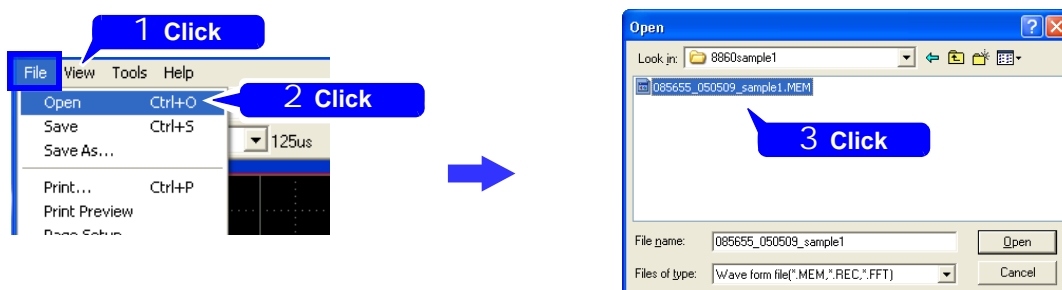 1 Click
File View Tools Help
Open Ctrl+O
2 Click
Save Ctrl+S
125us
Save As...
Print... Ctrl+P
Print Preview
Page Setup
Open
Look in: 8860sample1
085655_050509_sample1.MEM
3 Click
File name: 085655_050509_sample1 Open
Files of type: Wave form file(*.MEM,*.REC,*.FFT) Cancel